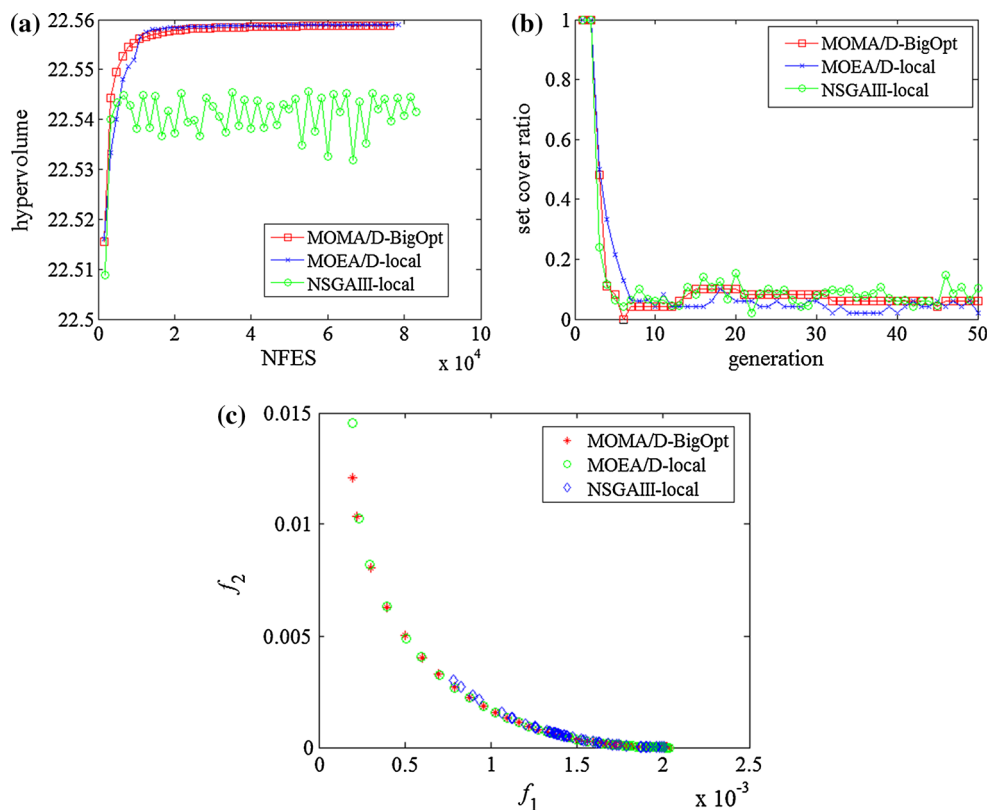 (a)
22.56
22.55
22.54
22.53
22.52
22.51
22.5
hypervolume
0
2
4
6
8
10
NFES
x 10^4
MOMA/D-BigOpt
MOEA/D-local
NSGAIII-local
(b)
1
0.8
0.6
0.4
0.2
0
set cover ratio
0
10
20
30
40
50
generation
MOMA/D-BigOpt
MOEA/D-local
NSGAIII-local
(c)
0.015
0.01
0.005
0
f_2
0
0.5
1
1.5
2
2.5
f_1
x 10^-3
MOMA/D-BigOpt
MOEA/D-local
NSGAIII-local